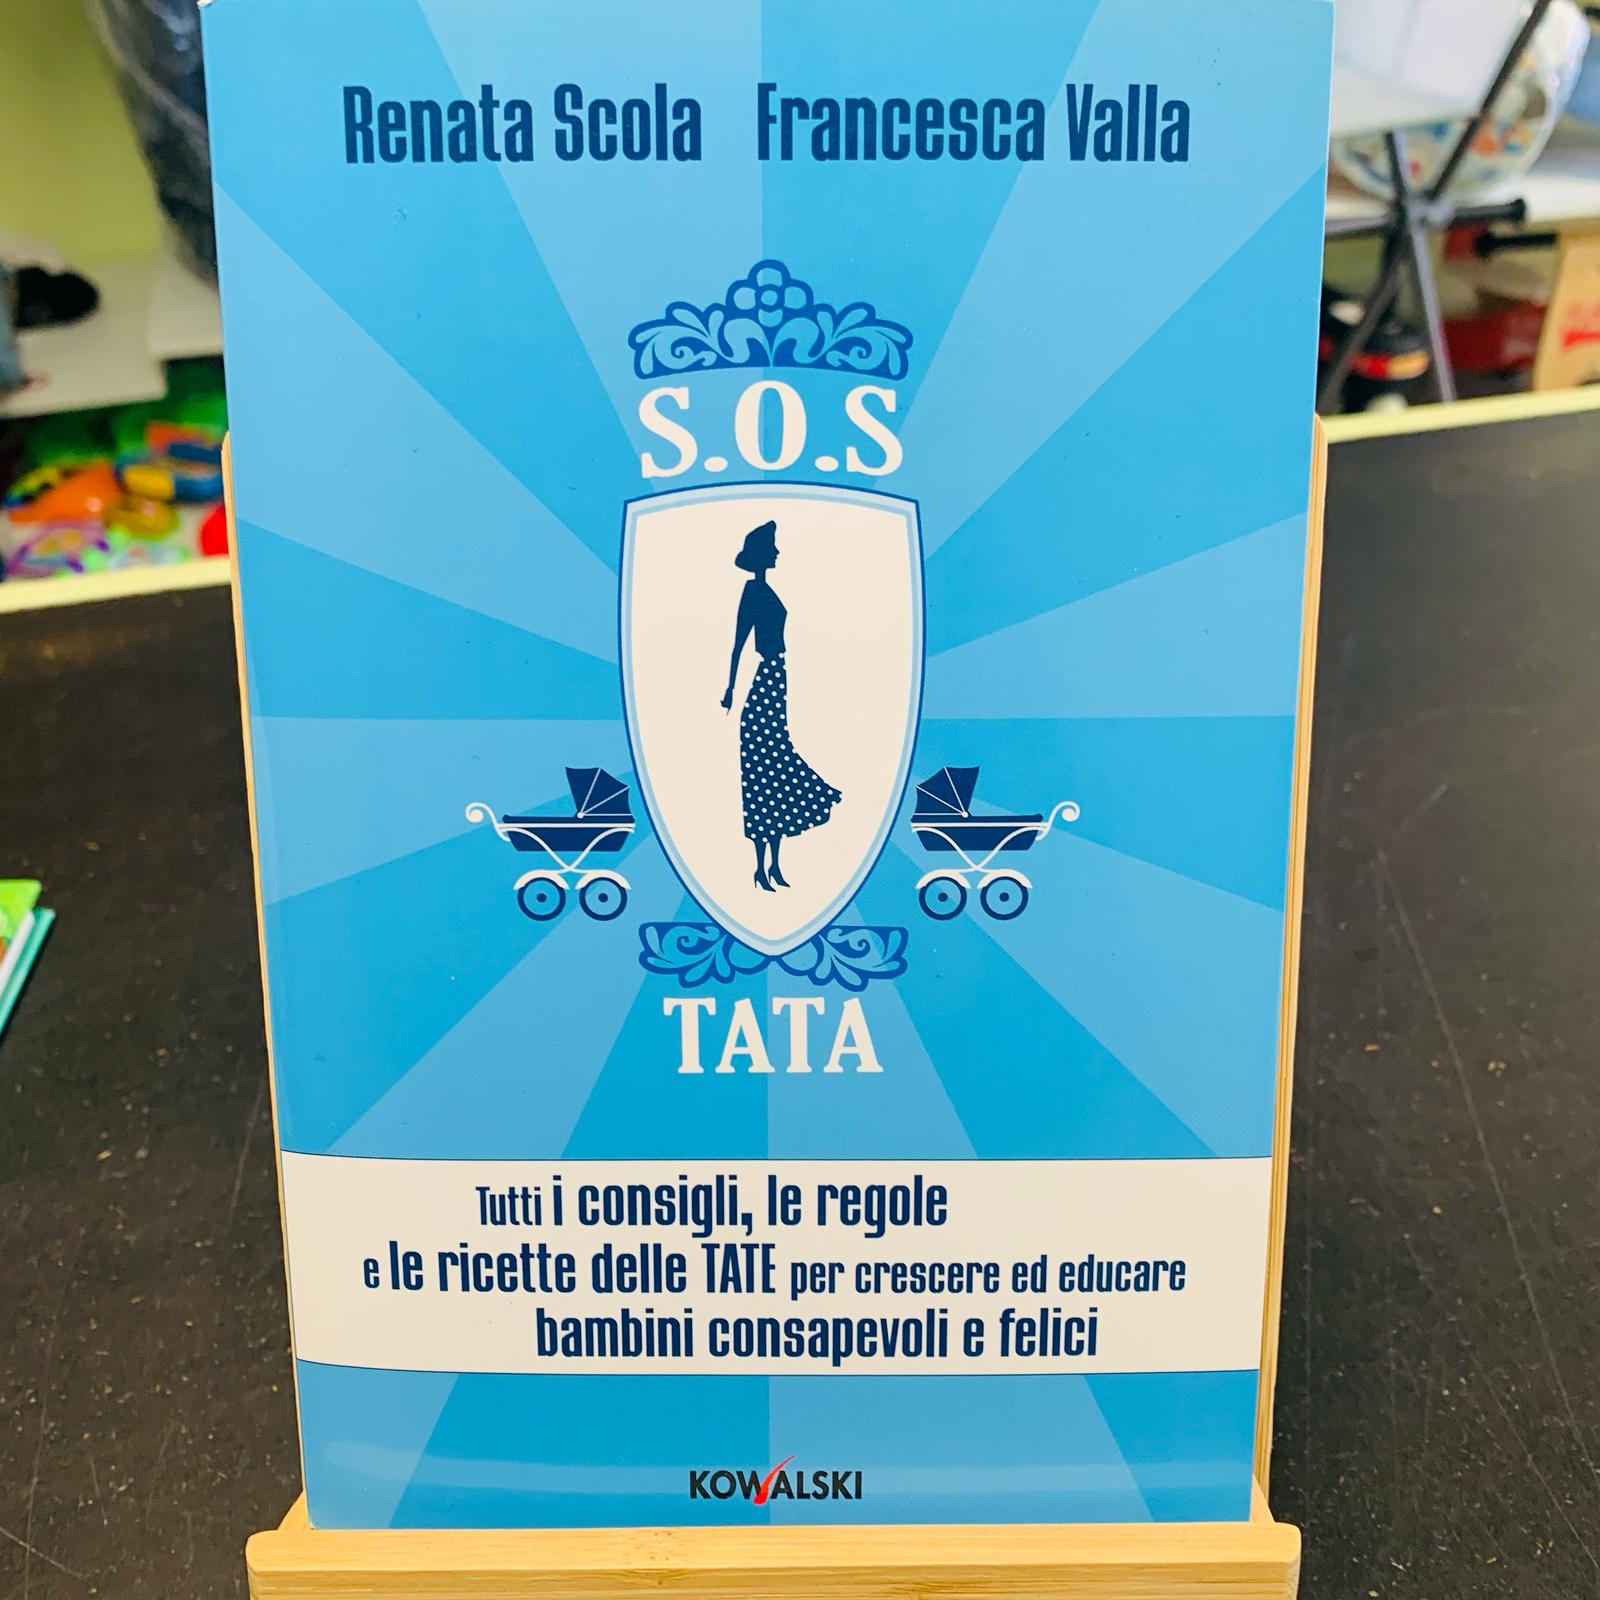 Renata Scola Francesca Valla
S.O.S
TATA
Tutti i consigli, le regole
e le ricette delle TATE per crescere ed educare
bambini consapevoli e felici
KOWALSKI